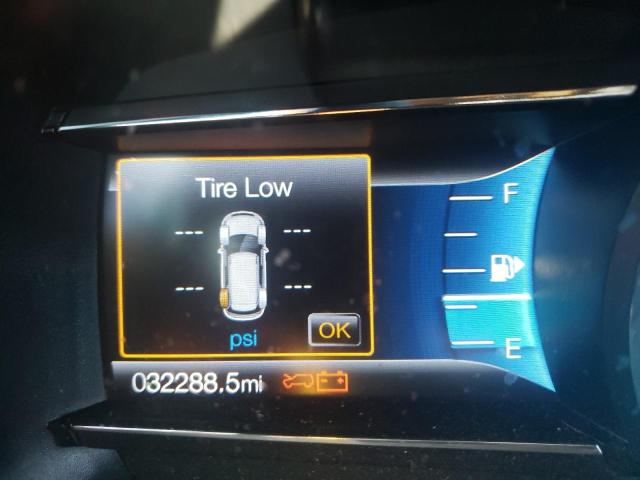 Tire Low
--- ---
--- ---
psi
OK
F
E
032288.5mi